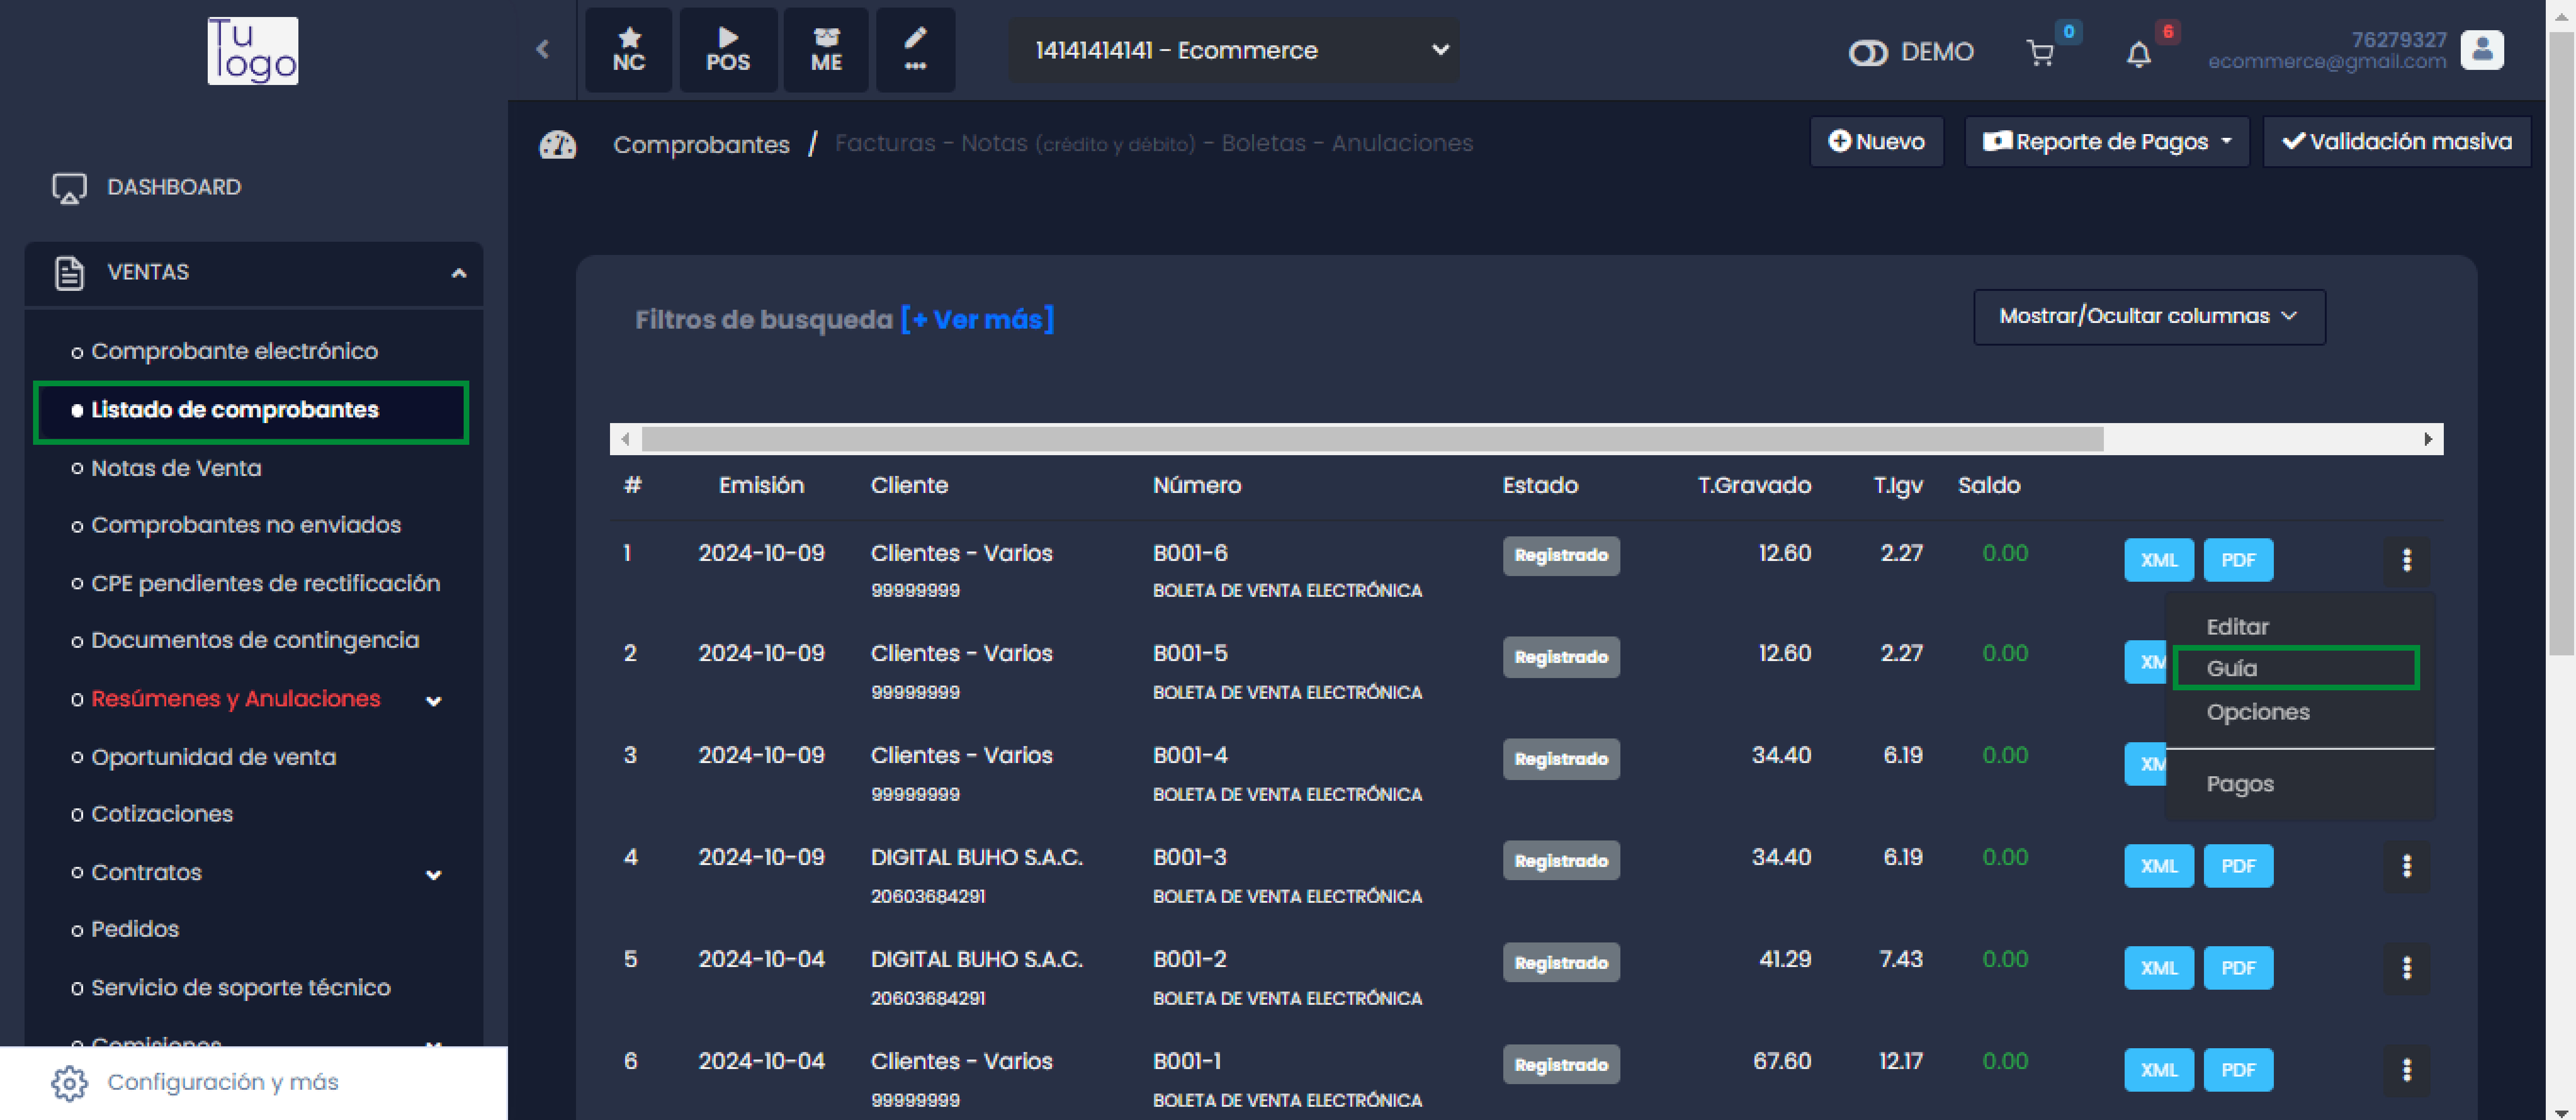 Tu
logo
NC
POS
ME
•••
14141414141 - Ecommerce
DEMO
0
6
76279327
ecommerce@gmail.com
DASHBOARD
VENTAS
Comprobante electrónico
Listado de comprobantes
Notas de Venta
Comprobantes no enviados
CPE pendientes de rectificación
Documentos de contingencia
Resúmenes y Anulaciones
Oportunidad de venta
Cotizaciones
Contratos
Pedidos
Servicio de soporte técnico
Comisiones
Configuración y más
Comprobantes / Facturas - Notas (crédito y débito) - Boletas - Anulaciones
Nuevo
Reporte de Pagos
Validación masiva
Filtros de busqueda [+ Ver más]
Mostrar/Ocultar columnas
# Emisión Cliente Número Estado T.Gravado T.Igv Saldo
1 2024-10-09 Clientes - Varios B001-6 Registrado 12.60 2.27 0.00 XML PDF
99999999 BOLETA DE VENTA ELECTRÓNICA
2 2024-10-09 Clientes - Varios B001-5 Registrado 12.60 2.27 0.00 XM
99999999 BOLETA DE VENTA ELECTRÓNICA
3 2024-10-09 Clientes - Varios B001-4 Registrado 34.40 6.19 0.00 XM
99999999 BOLETA DE VENTA ELECTRÓNICA
Editar
Guía
Opciones
Pagos
4 2024-10-09 DIGITAL BUHO S.A.C. B001-3 Registrado 34.40 6.19 0.00 XML PDF
20603684291 BOLETA DE VENTA ELECTRÓNICA
5 2024-10-04 DIGITAL BUHO S.A.C. B001-2 Registrado 41.29 7.43 0.00 XML PDF
20603684291 BOLETA DE VENTA ELECTRÓNICA
6 2024-10-04 Clientes - Varios B001-1 Registrado 67.60 12.17 0.00 XML PDF
99999999 BOLETA DE VENTA ELECTRÓNICA